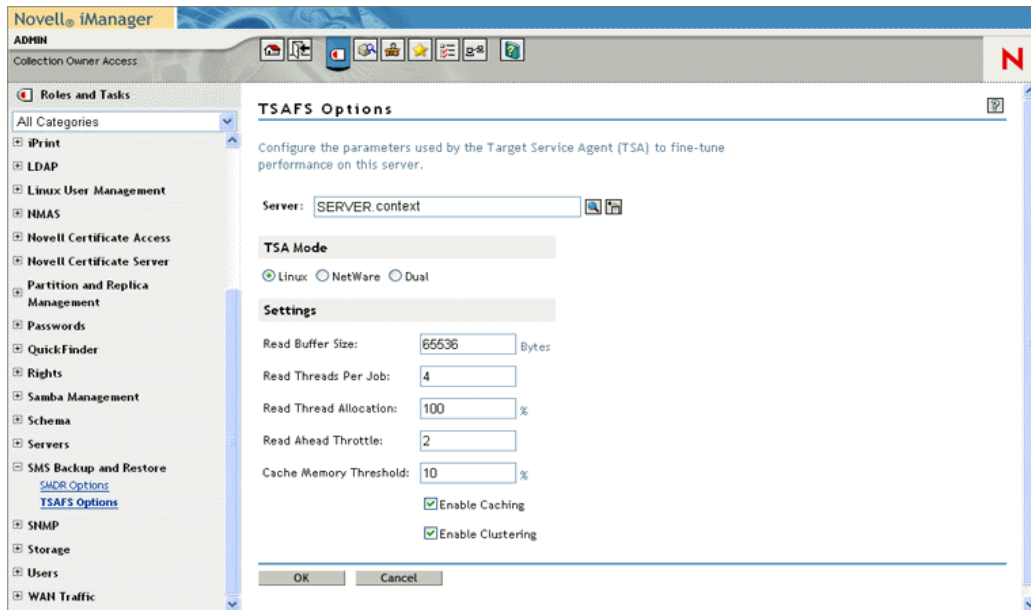 Novell® iManager
ADMIN
Collection Owner Access
N
Roles and Tasks
All Categories
iPrint
LDAP
Linux User Management
NMAS
Novell Certificate Access
Novell Certificate Server
Partition and Replica
Management
Passwords
QuickFinder
Rights
Samba Management
Schema
Servers
SMS Backup and Restore
SMDR Options
TSAFS Options
SNMP
Storage
Users
WAN Traffic
TSAFS Options
?
Configure the parameters used by the Target Service Agent (TSA) to fine-tune
performance on this server.
Server: SERVER.context
TSA Mode
Linux NetWare Dual
Settings
Read Buffer Size: 65536 Bytes
Read Threads Per Job: 4
Read Thread Allocation: 100 %
Read Ahead Throttle: 2
Cache Memory Threshold: 10 %
Enable Caching
Enable Clustering
OK Cancel